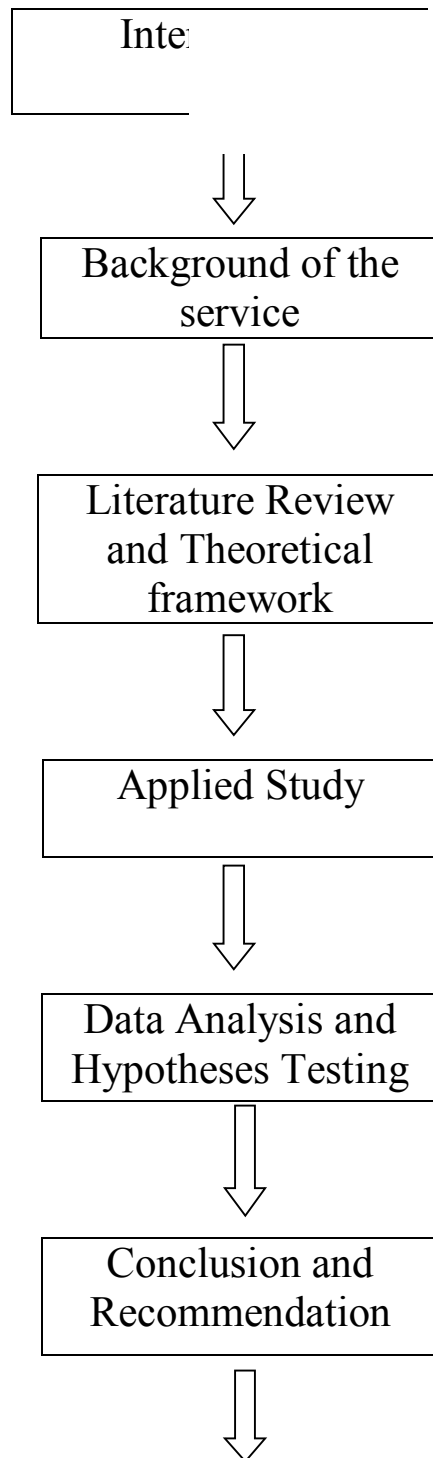 Background of the
service
Literature Review
and Theoretical
framework
Applied Study
Data Analysis and
Hypotheses Testing
Conclusion and
Recommendation